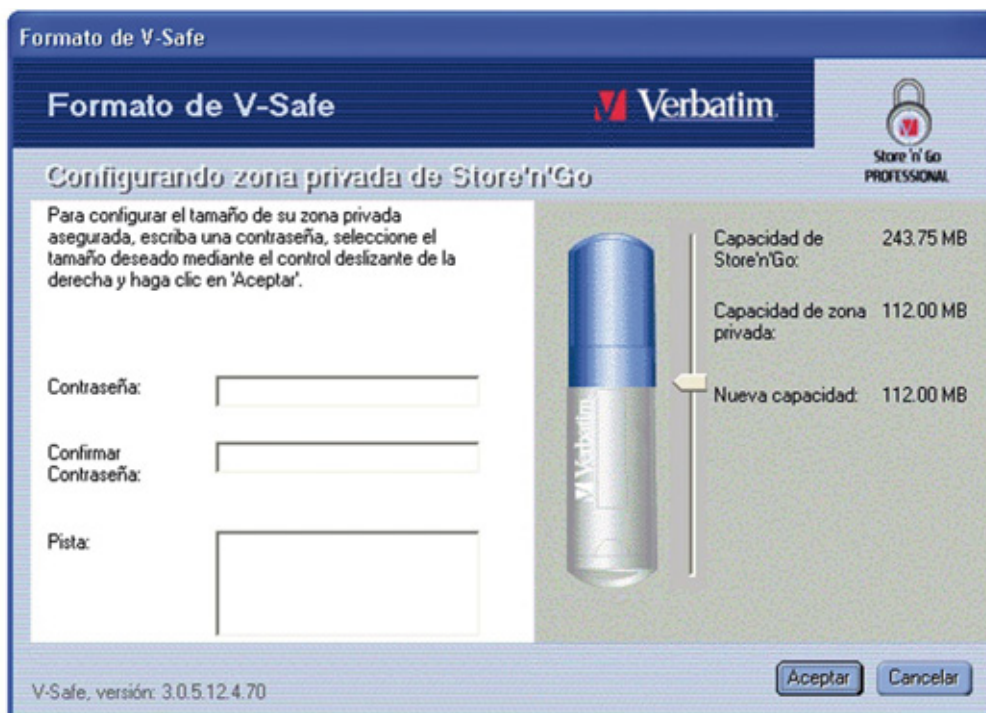 Formato de V-Safe
Formato de V-Safe
Verbatim.
Store 'n' Go
PROFESSIONAL
Configurando zona privada de Store'n'Go
Para configurar el tamaño de su zona privada
asegurada, escriba una contraseña, seleccione el
tamaño deseado mediante el control deslizante de la
derecha y haga clic en 'Aceptar'.
Contraseña:
Confirmar
Contraseña:
Pista:
Verbatim.
Capacidad de
Store'n'Go:
243.75 MB
Capacidad de zona
privada:
112.00 MB
Nueva capacidad:
112.00 MB
V-Safe, versión: 3.0.5.12.4.70
Aceptar
Cancelar